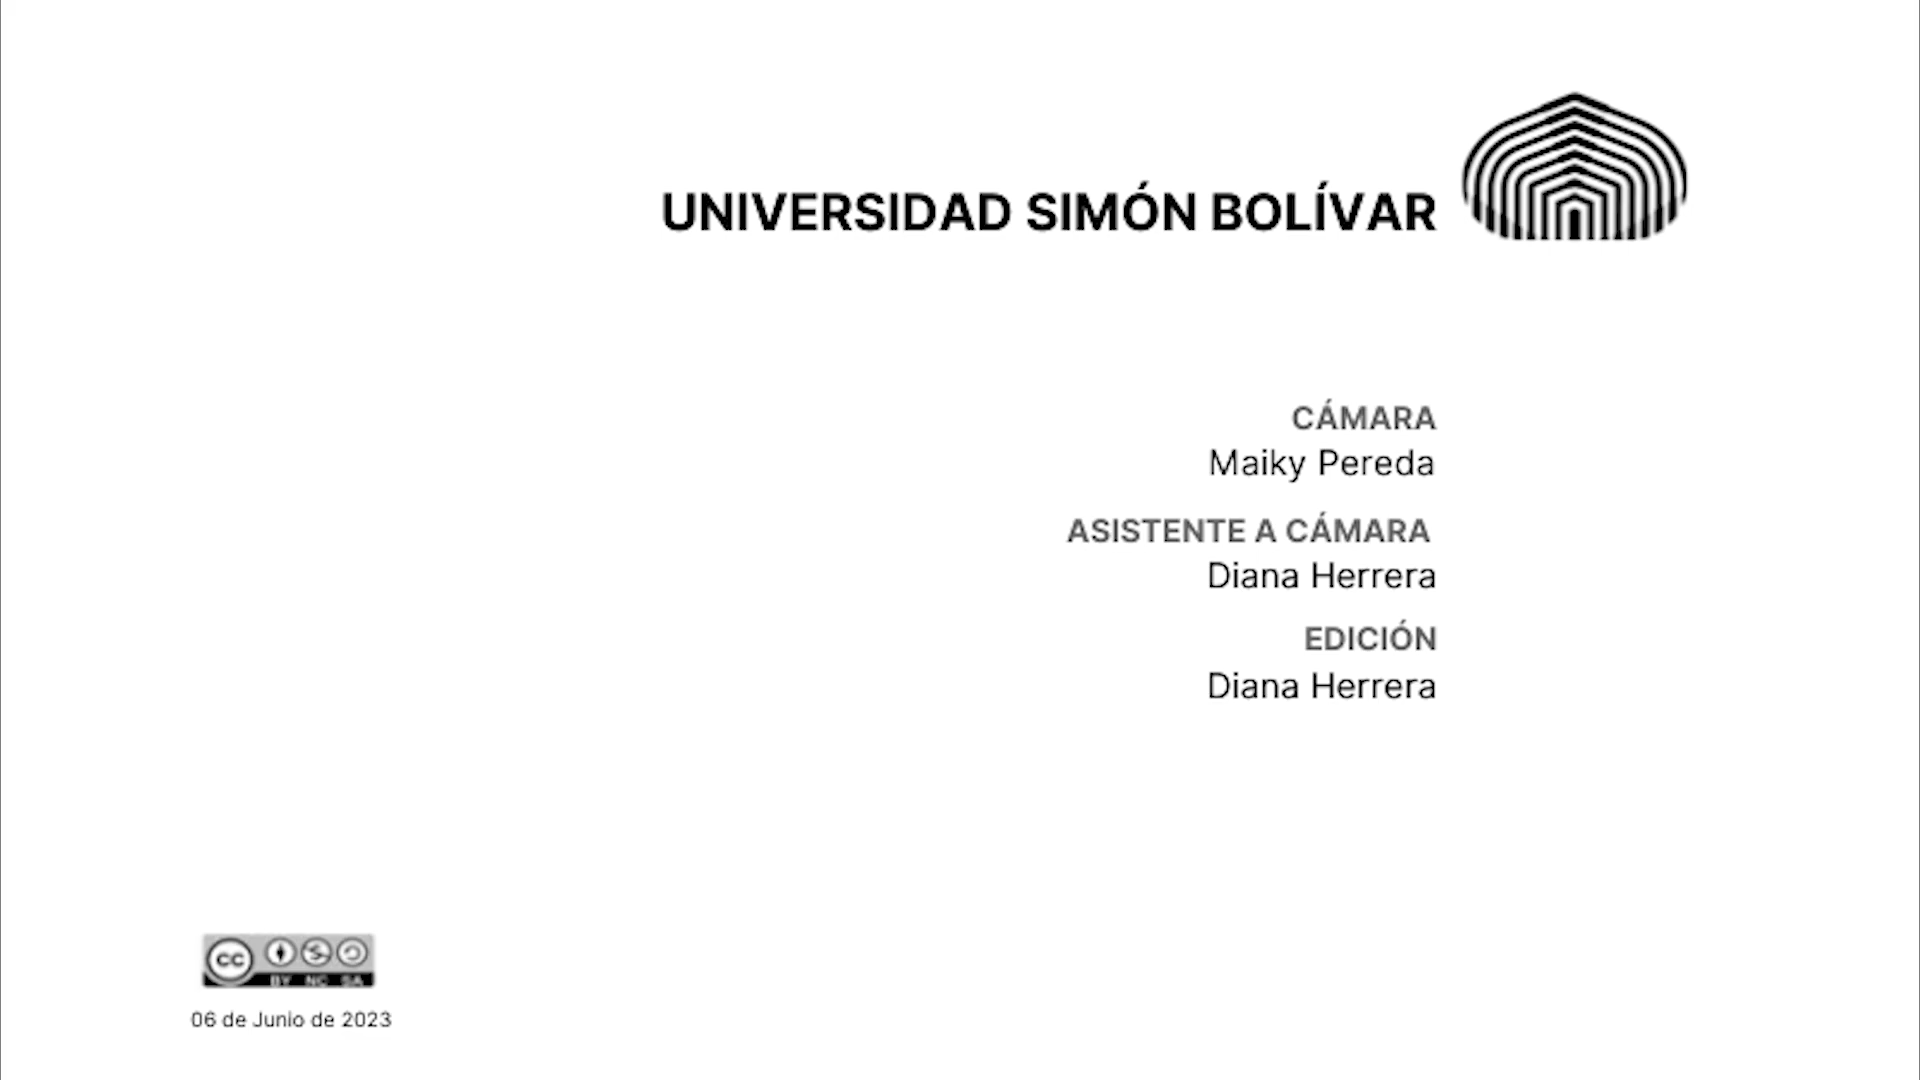 UNIVERSIDAD SIMÓN BOLÍVAR
CÁMARA
Maiky Pereda
ASISTENTE A CÁMARA
Diana Herrera
EDICIÓN
Diana Herrera
cc
BY NC SA
06 de Junio de 2023